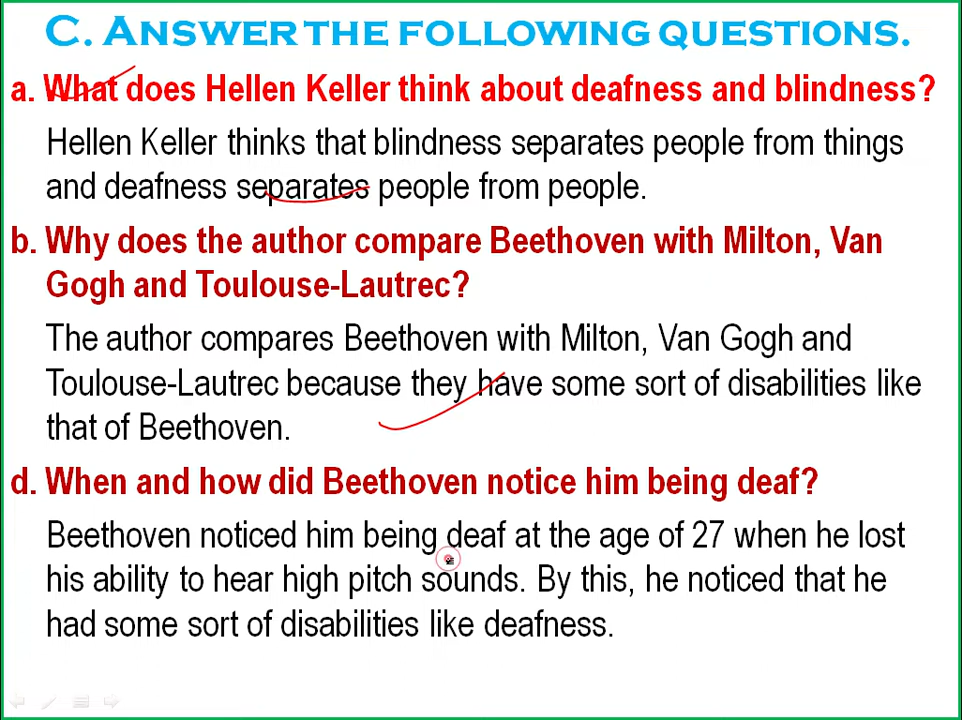 C. ANSWER THE FOLLOWING QUESTIONS.
a. What does Hellen Keller think about deafness and blindness?
Hellen Keller thinks that blindness separates people from things
and deafness separates people from people.
b. Why does the author compare Beethoven with Milton, Van
Gogh and Toulouse-Lautrec?
The author compares Beethoven with Milton, Van Gogh and
Toulouse-Lautrec because they have some sort of disabilities like
that of Beethoven.
d. When and how did Beethoven notice him being deaf?
Beethoven noticed him being deaf at the age of 27 when he lost
his ability to hear high pitch sounds. By this, he noticed that he
had some sort of disabilities like deafness.